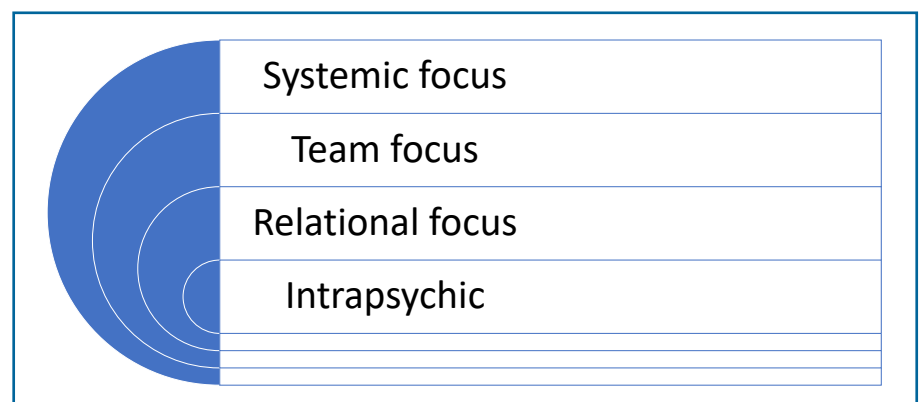 Systemic focus
Team focus
Relational focus
Intrapsychic